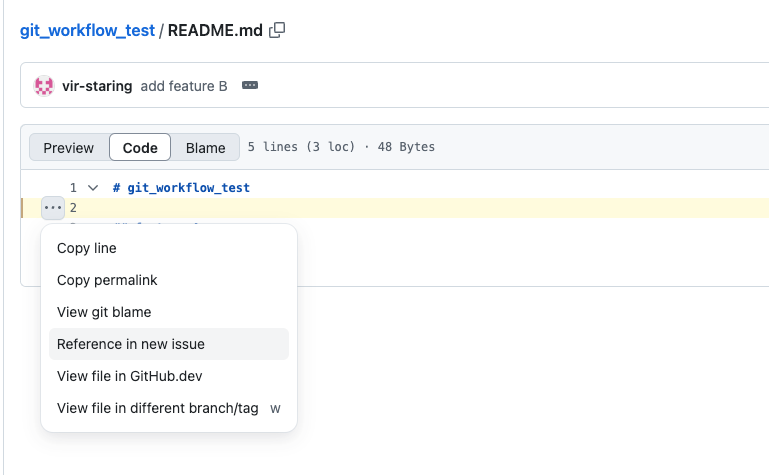 git_workflow_test / README.md
vir-staring add feature B
Preview Code Blame 5 lines (3 loc) · 48 Bytes
1 # git_workflow_test
2
Copy line
Copy permalink
View git blame
Reference in new issue
View file in GitHub.dev
View file in different branch/tag w